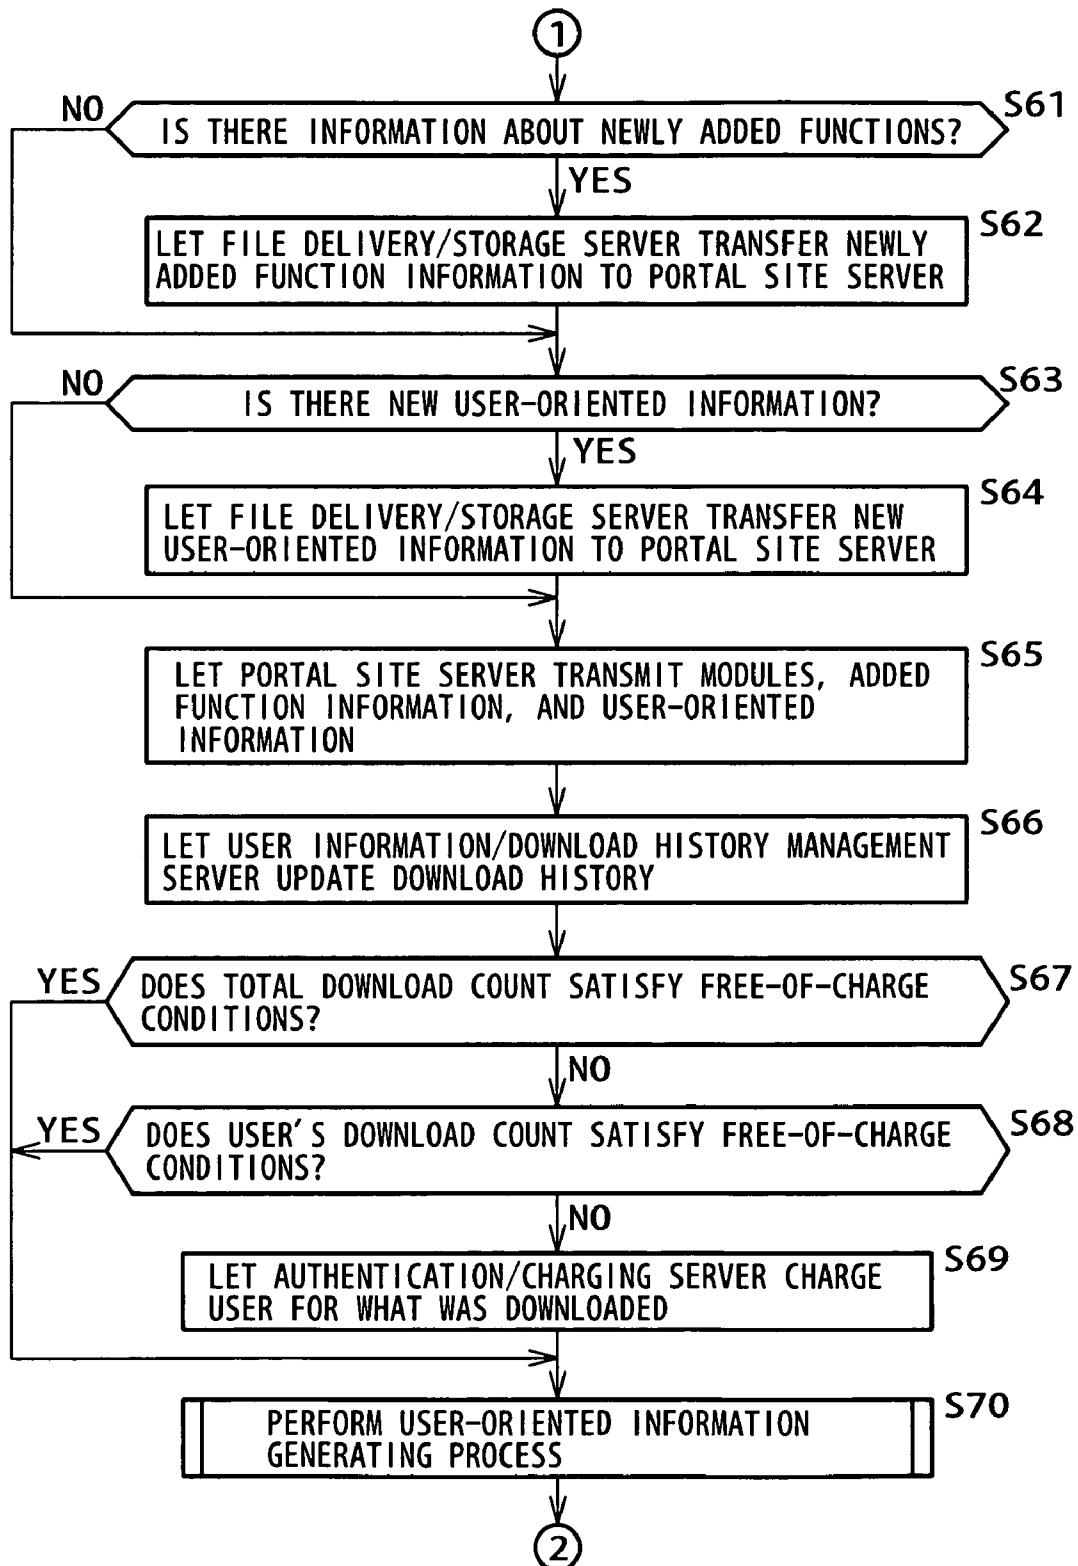 1
S61
NO
IS THERE INFORMATION ABOUT NEWLY ADDED FUNCTIONS?
YES
S62
LET FILE DELIVERY/STORAGE SERVER TRANSFER NEWLY
ADDED FUNCTION INFORMATION TO PORTAL SITE SERVER
NO
S63
IS THERE NEW USER-ORIENTED INFORMATION?
YES
S64
LET FILE DELIVERY/STORAGE SERVER TRANSFER NEW
USER-ORIENTED INFORMATION TO PORTAL SITE SERVER
S65
LET PORTAL SITE SERVER TRANSMIT MODULES, ADDED
FUNCTION INFORMATION, AND USER-ORIENTED
INFORMATION
S66
LET USER INFORMATION/DOWNLOAD HISTORY MANAGEMENT
SERVER UPDATE DOWNLOAD HISTORY
YES
S67
DOES TOTAL DOWNLOAD COUNT SATISFY FREE-OF-CHARGE
CONDITIONS?
NO
YES
S68
DOES USER'S DOWNLOAD COUNT SATISFY FREE-OF-CHARGE
CONDITIONS?
NO
S69
LET AUTHENTICATION/CHARGING SERVER CHARGE
USER FOR WHAT WAS DOWNLOADED
S70
PERFORM USER-ORIENTED INFORMATION
GENERATING PROCESS
2